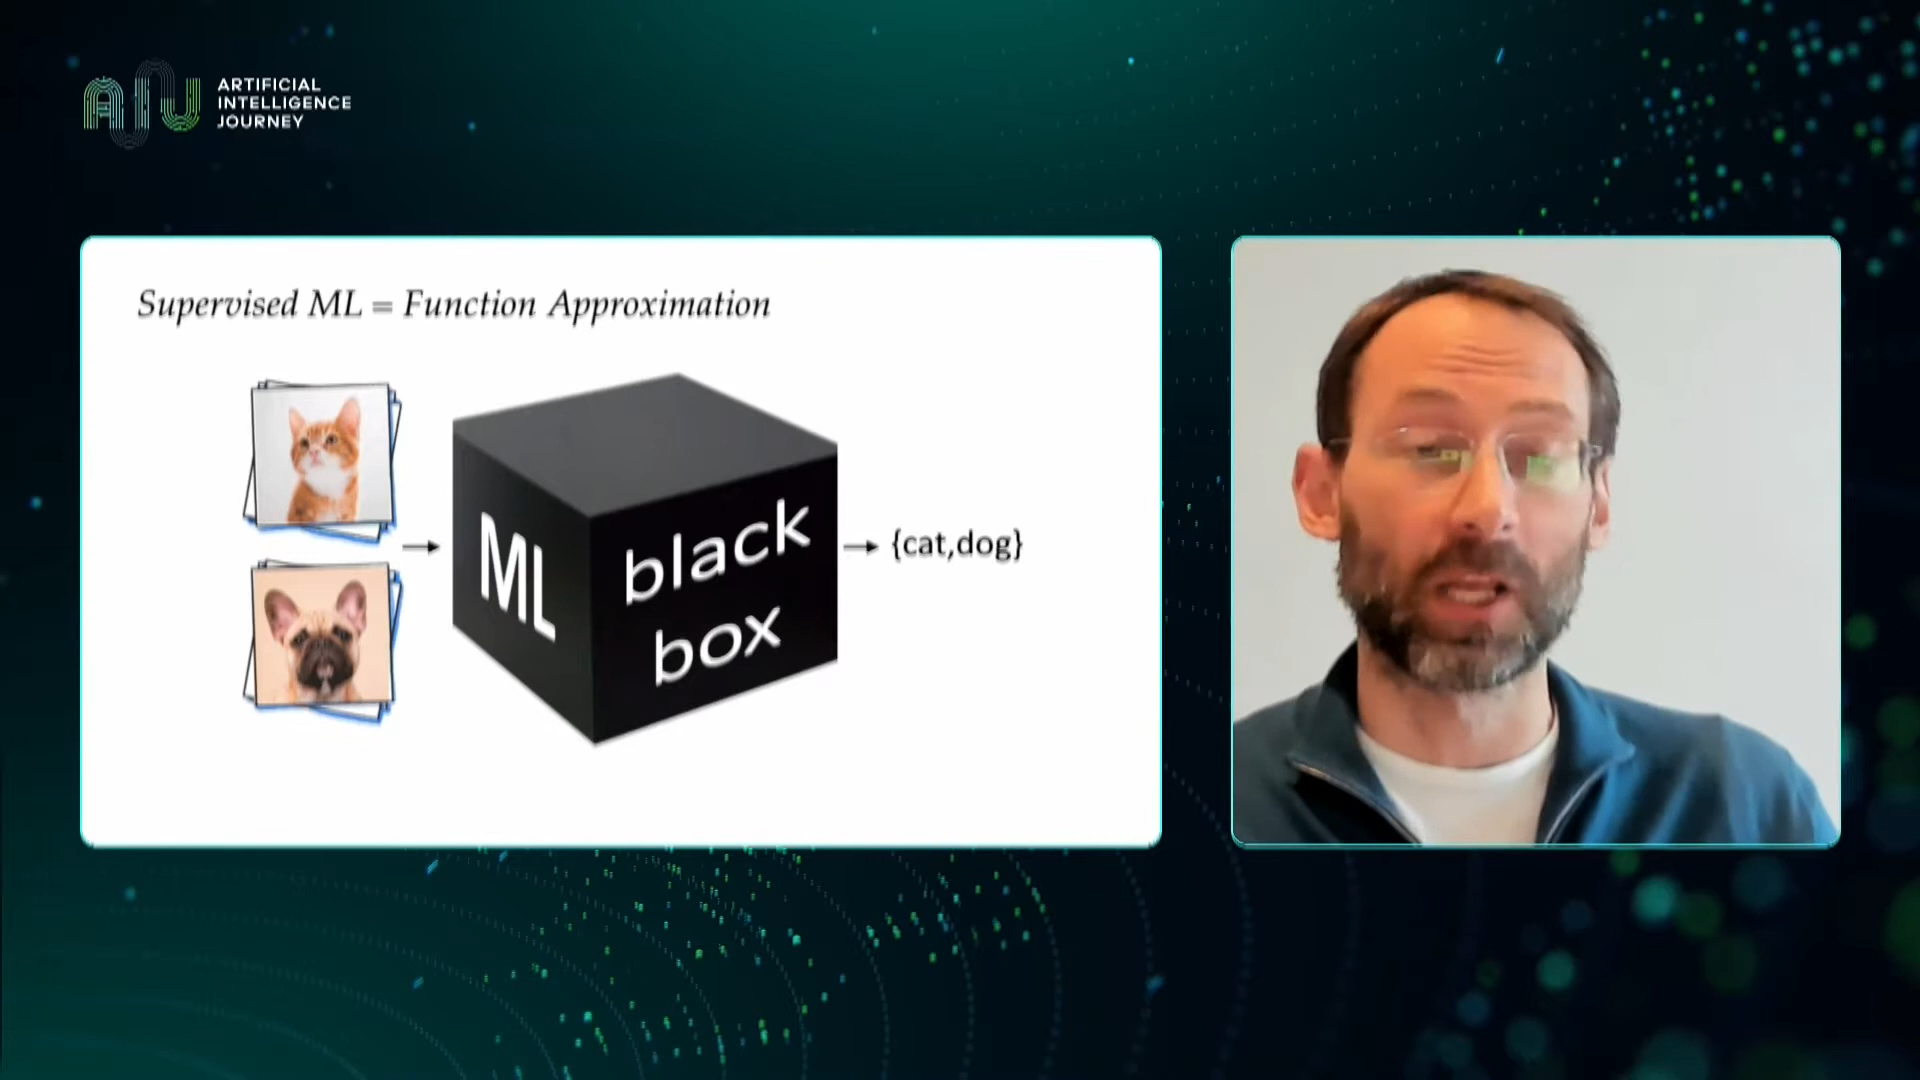 ARTIFICIAL
INTELLIGENCE
JOURNEY
Supervised ML = Function Approximation
ML
black
box
{cat,dog}